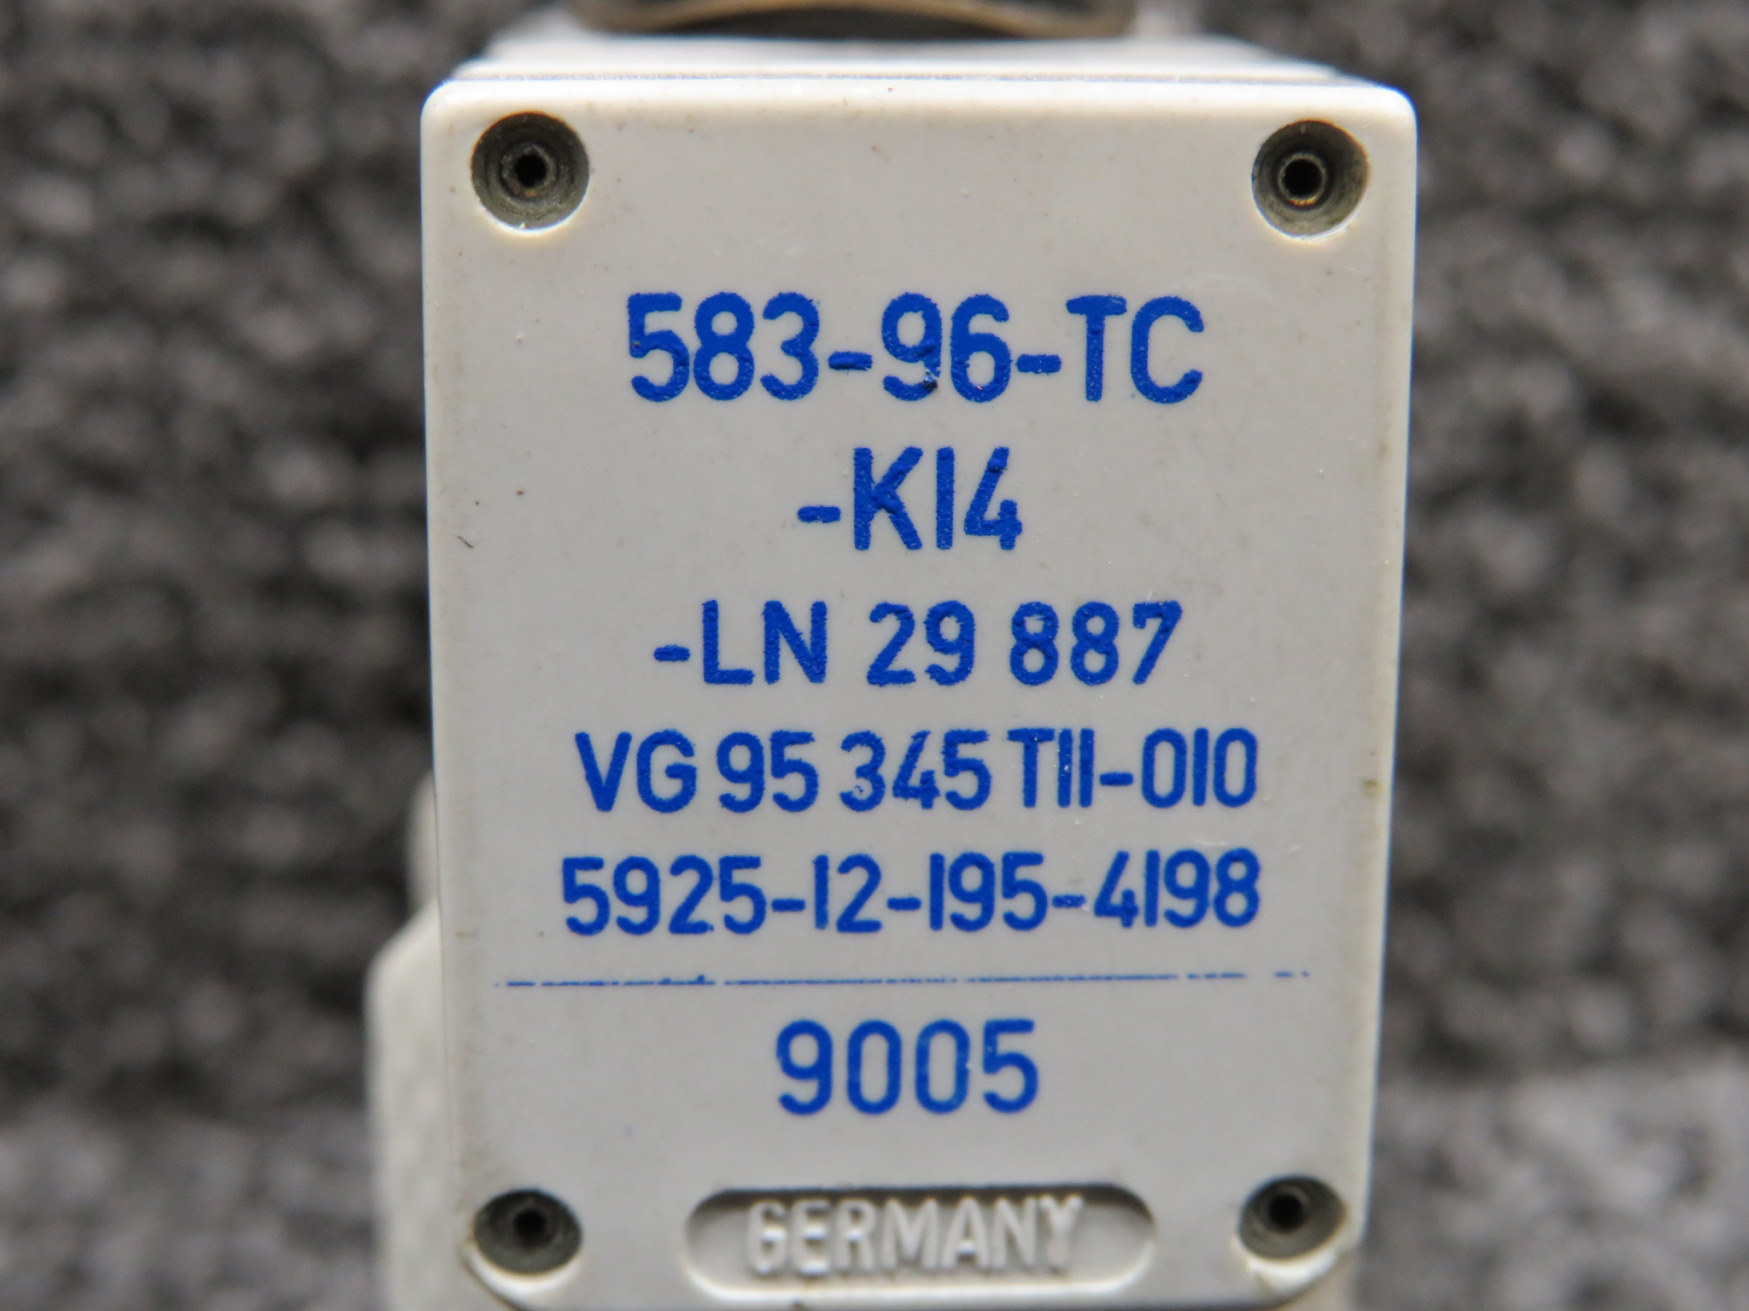 583-96-TC
-K14
-LN 29 887
VG 95 345 T11-010
5925-12-195-4198
9005
GERMANY